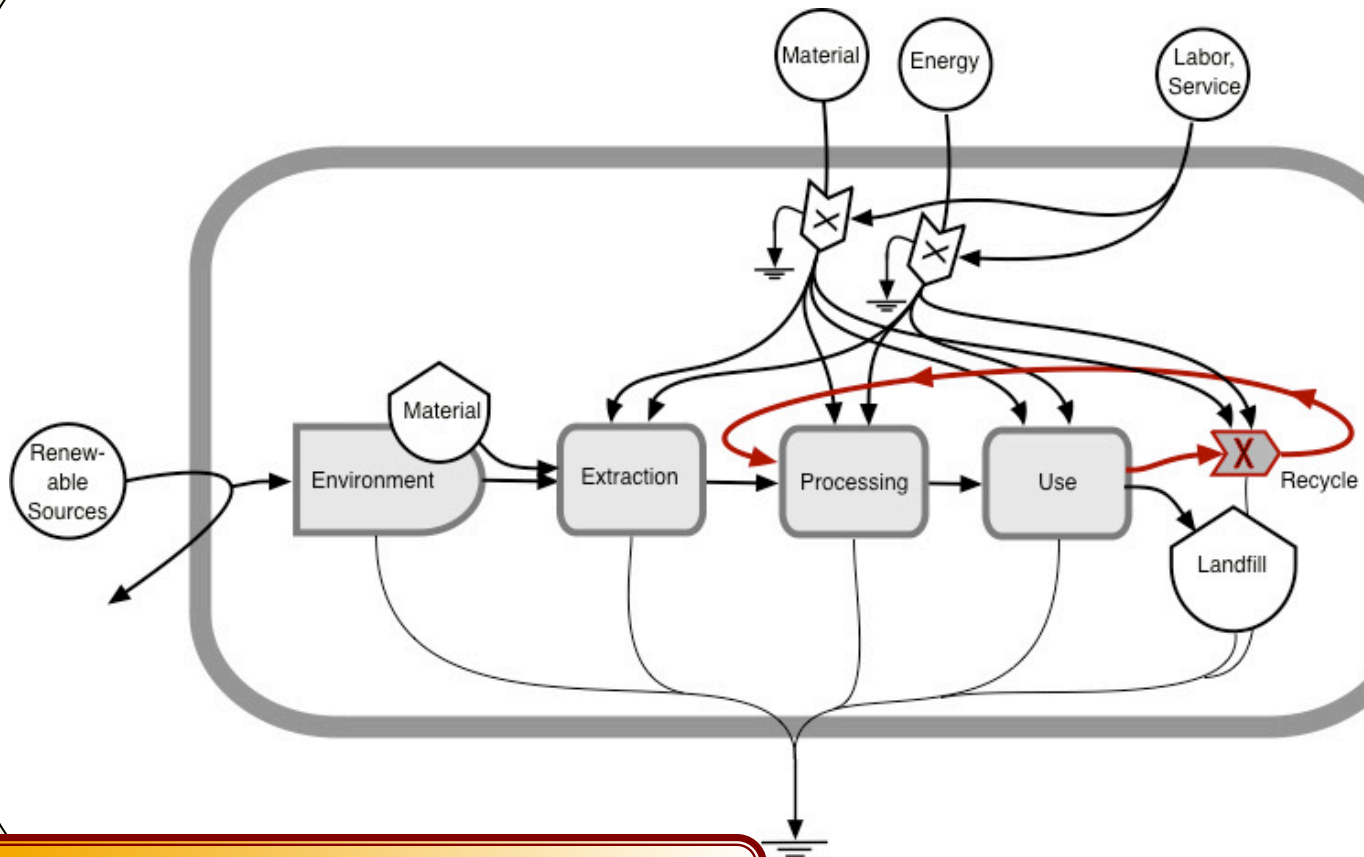 Material
Energy
Labor,
Service
X
X
Material
Renew-
able
Sources
Environment
Extraction
Processing
Use
X
Recycle
Landfill